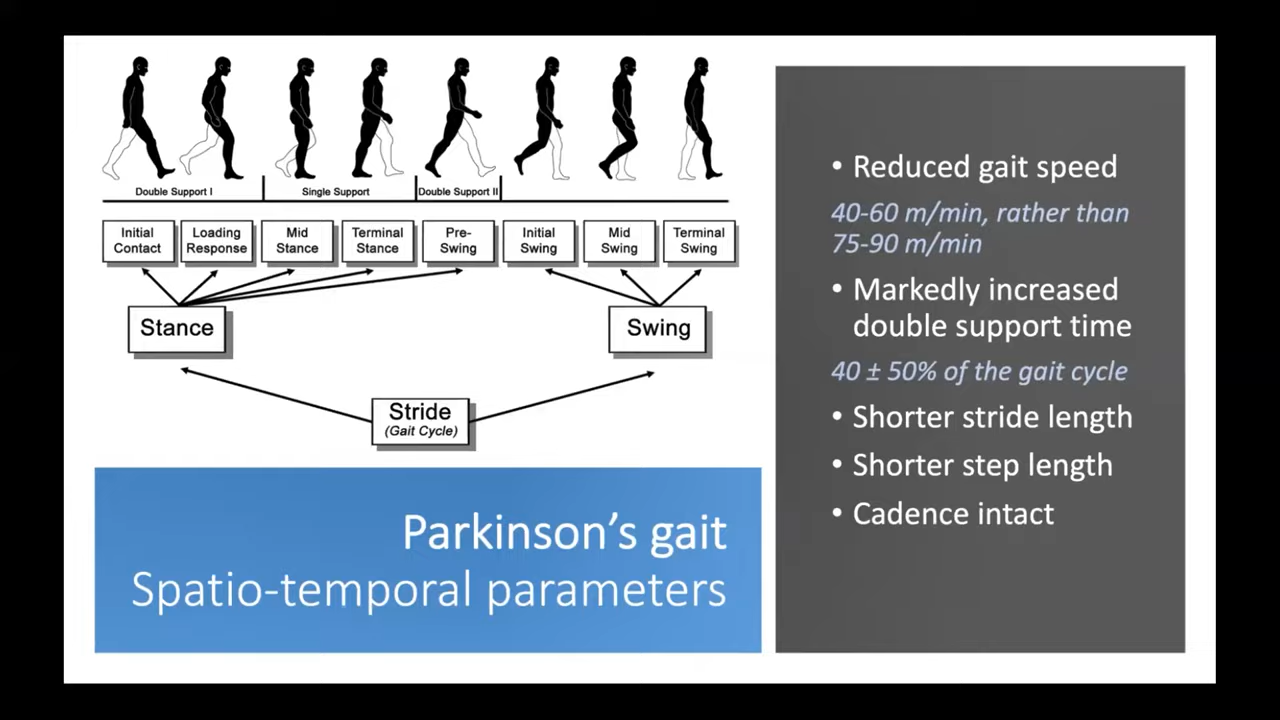 Double Support I
Single Support
Double Support II
Initial
Contact
Loading
Response
Mid
Stance
Terminal
Stance
Pre-
Swing
Initial
Swing
Mid
Swing
Terminal
Swing
Stance
Swing
Stride
(Gait Cycle)
Parkinson's gait
Spatio-temporal parameters
• Reduced gait speed
40-60 m/min, rather than
75-90 m/min
• Markedly increased
double support time
40 ± 50% of the gait cycle
• Shorter stride length
• Shorter step length
• Cadence intact